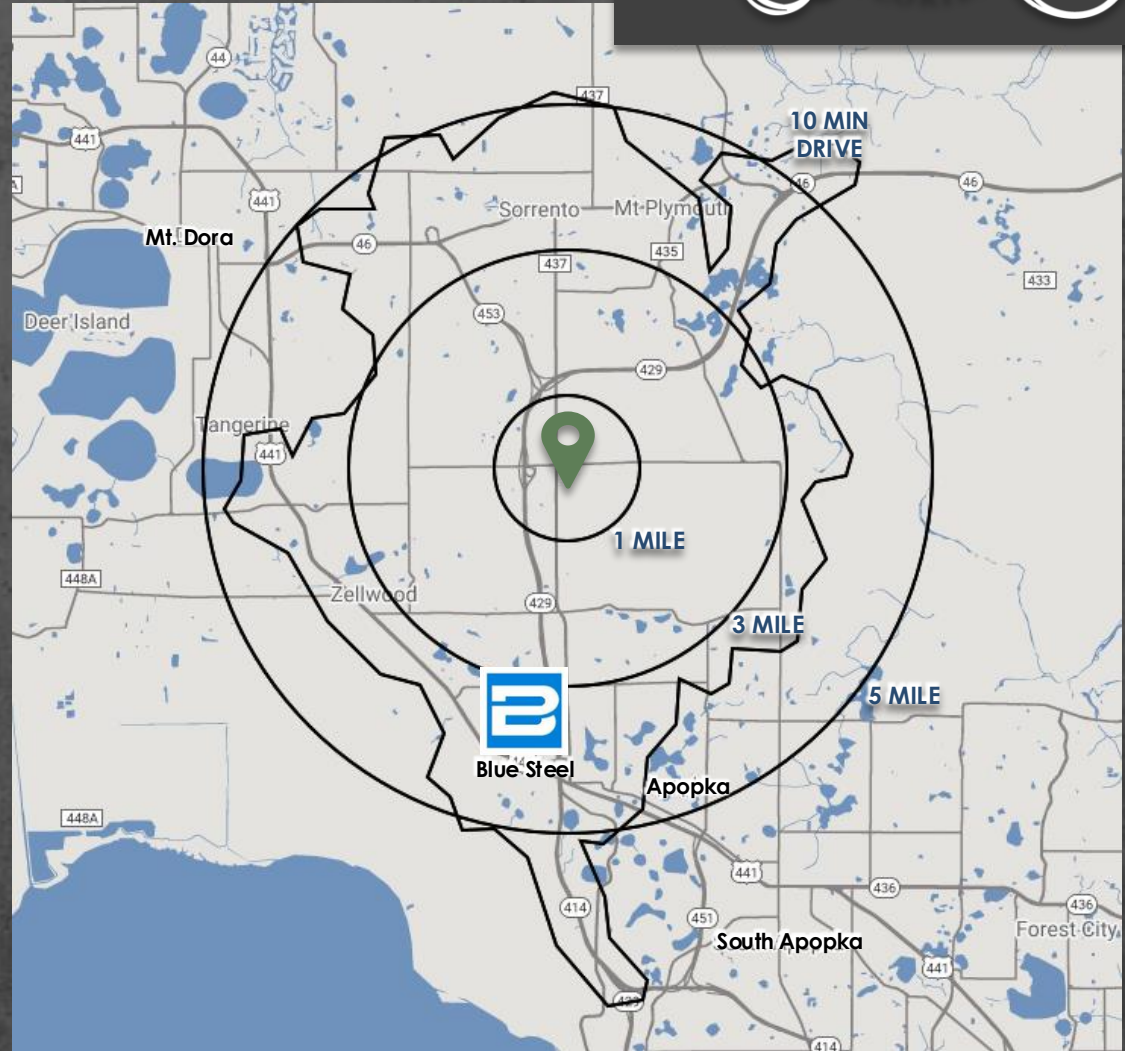 44
437
10 MIN
DRIVE
441
46
46
441
Sorrento
Mt Plymouth
Mt. Dora
46
437
435
433
453
Deer Island
429
Tangerine
441
1 MILE
448A
Zellwood
429
3 MILE
5 MILE
Blue Steel
Apopka
448A
441
436
414
451
436
Forest City
South Apopka
441
429
414